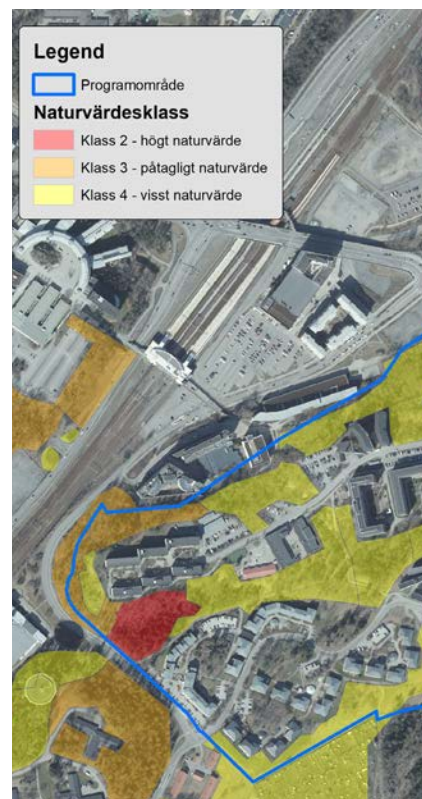 Legend
Programområde
Naturvärdesklass
Klass 2 - högt naturvärde
Klass 3 - påtagligt naturvärde
Klass 4 - visst naturvärde